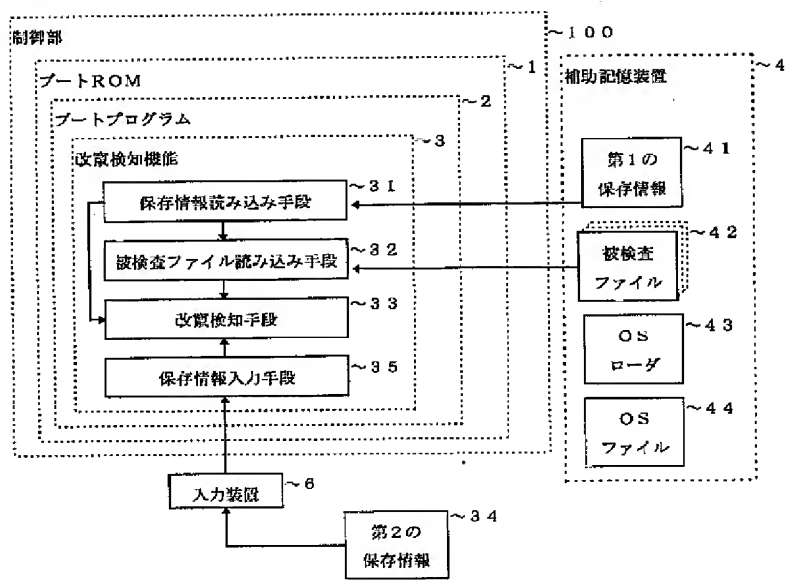 制御部
~100
ブートROM
~1
ブートプログラム
~2
改竄検知機能
~3
保存情報読み込み手段
~31
被検査ファイル読み込み手段
~32
改竄検知手段
~33
保存情報入力手段
~35
補助記憶装置
~4
第1の
保存情報
~41
被検査
ファイル
~42
OS
ローダ
~43
OS
ファイル
~44
入力装置
~6
第2の
保存情報
~34